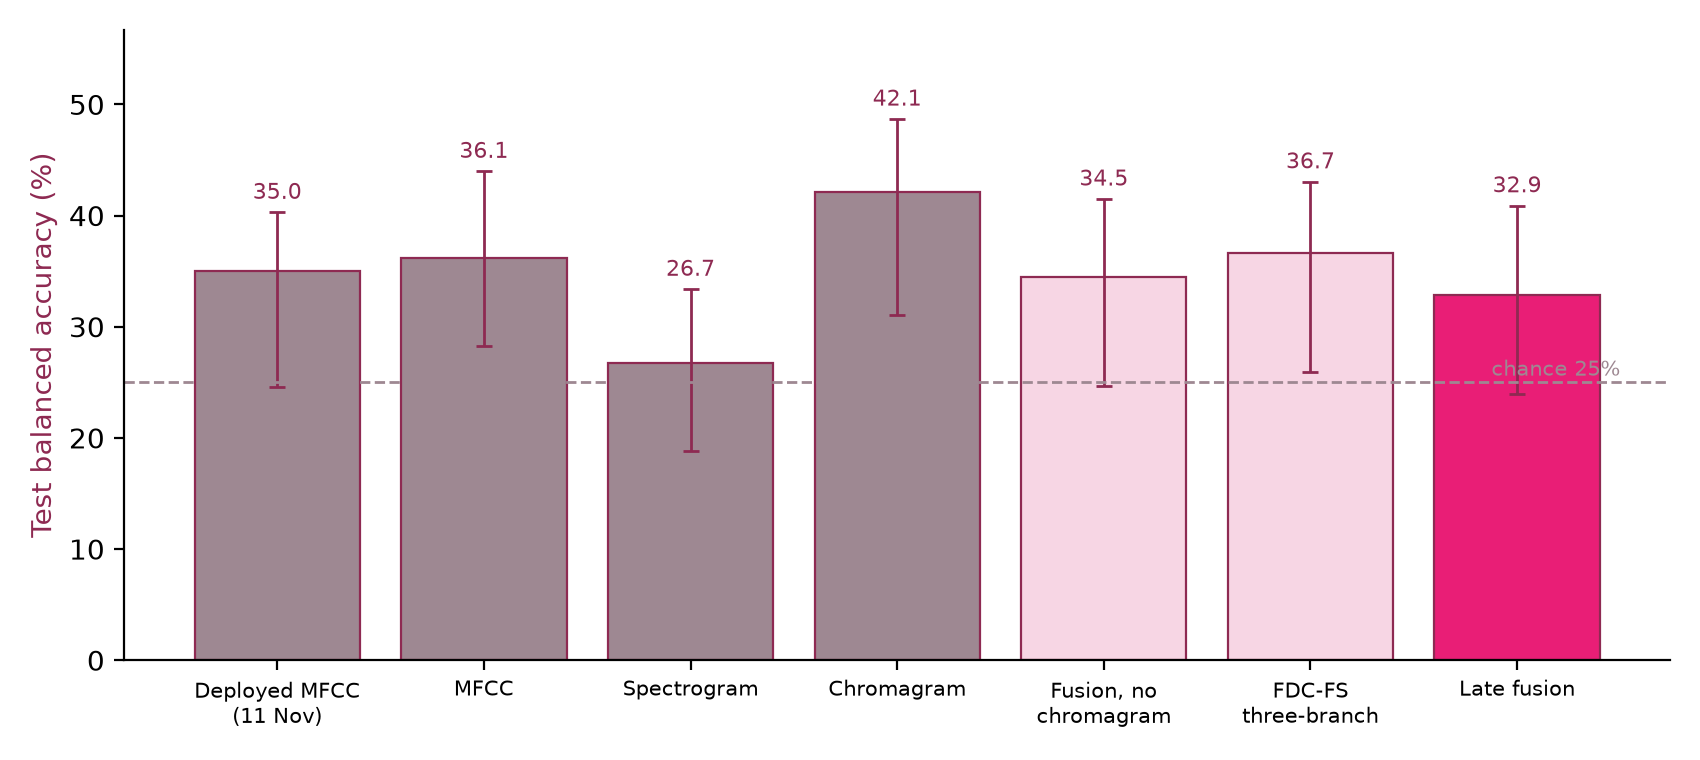 Test balanced accuracy (%)
50
40
30
20
10
0
35.0
36.1
26.7
42.1
34.5
36.7
32.9
chance 25%
Deployed MFCC
(11 Nov)
MFCC
Spectrogram
Chromagram
Fusion, no
chromagram
FDC-FS
three-branch
Late fusion